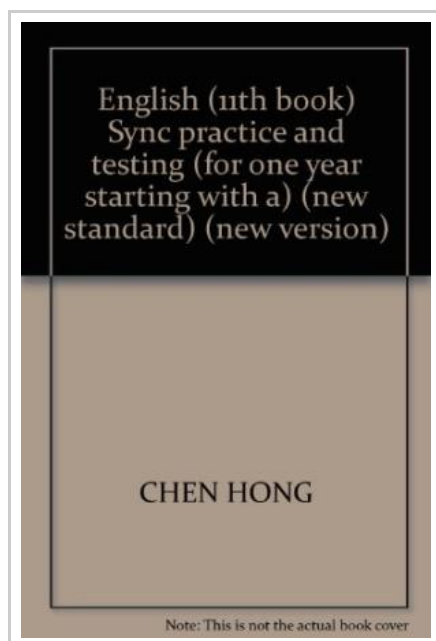 English (11th book)
Sync practice and
testing (for one year
starting with a) (new
standard) (new version)
CHEN HONG
Note: This is not the actual book cover